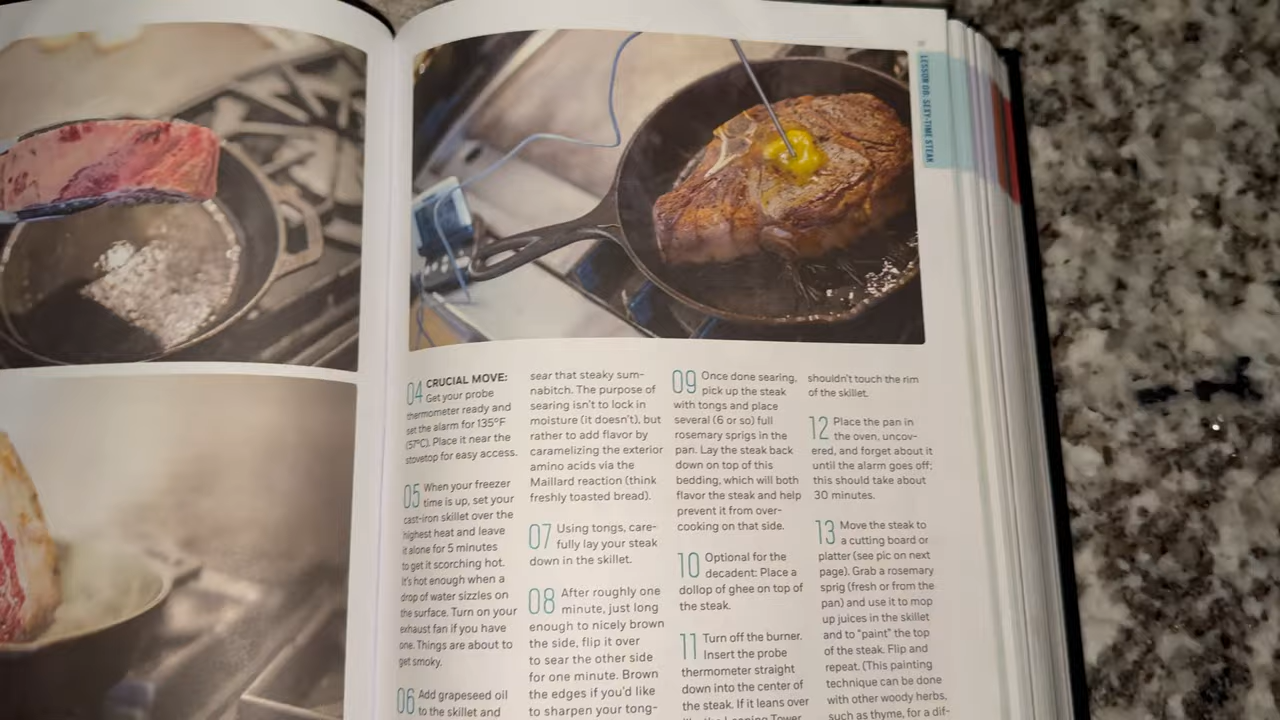 LESSON 08: SEXY-TIME STEAK
04 CRUCIAL MOVE:
Get your probe
thermometer ready and
set the alarm for 135°F
(57°C). Place it near the
stovetop for easy access.
05 When your freezer
time is up, set your
cast-iron skillet over the
highest heat and leave
it alone for 5 minutes
to get it scorching hot.
It's hot enough when a
drop of water sizzles on
the surface. Turn on your
exhaust fan if you have
one. Things are about to
get smoky.
06 Add grapeseed oil
to the skillet and
sear that steaky sum-
nabitch. The purpose of
searing isn't to lock in
moisture (it doesn't), but
rather to add flavor by
caramelizing the exterior
amino acids via the
Maillard reaction (think
freshly toasted bread).
07 Using tongs, care-
fully lay your steak
down in the skillet.
08 After roughly one
minute, just long
enough to nicely brown
the side, flip it over
to sear the other side
for one minute. Brown
the edges if you'd like
to sharpen your tong-
09 Once done searing,
pick up the steak
with tongs and place
several (6 or so) full
rosemary sprigs in the
pan. Lay the steak back
down on top of this
bedding, which will both
flavor the steak and help
prevent it from over-
cooking on that side.
10 Optional for the
decadent: Place a
dollop of ghee on top of
the steak.
11 Turn off the burner.
Insert the probe
thermometer straight
down into the center of
the steak. If it leans over
like the Leaning Tower
shouldn't touch the rim
of the skillet.
12 Place the pan in
the oven, uncov-
ered, and forget about it
until the alarm goes off;
this should take about
30 minutes.
13 Move the steak to
a cutting board or
platter (see pic on next
page). Grab a rosemary
sprig (fresh or from the
pan) and use it to mop
up juices in the skillet
and to "paint" the top
of the steak. Flip and
repeat. (This painting
technique can be done
with other woody herbs,
such as thyme, for a dif-